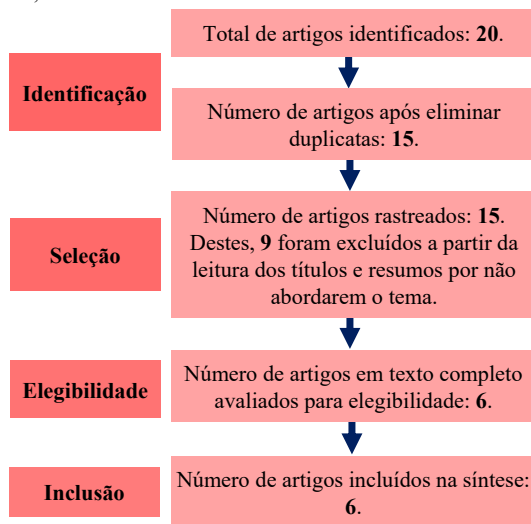 Total de artigos identificados: 20.
Identificação
Número de artigos após eliminar
duplicatas: 15.
Número de artigos rastreados: 15.
Destes, 9 foram excluídos a partir da
leitura dos títulos e resumos por não
abordarem o tema.
Seleção
Número de artigos em texto completo
avaliados para elegibilidade: 6.
Elegibilidade
Número de artigos incluídos na síntese:
6.
Inclusão